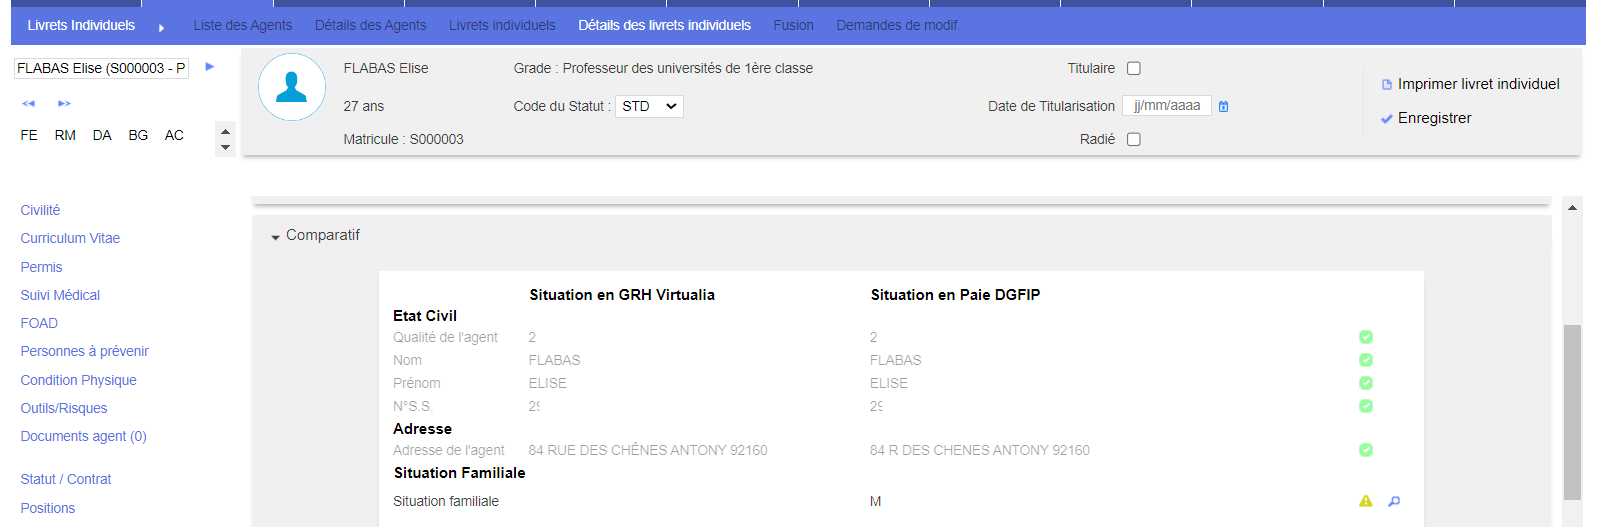 Livrets Individuels Liste des Agents Détails des Agents Livrets individuels Détails des livrets individuels Fusion Demandes de modif.
FLABAS Elise (S000003 - P
FE RM DA BG AC
FLABAS Elise Grade : Professeur des universités de 1ère classe Titulaire
27 ans Code du Statut : STD Date de Titularisation jj/mm/aaaa
Matricule : S000003 Radié
Imprimer livret individuel
Enregistrer
Civilité
Curriculum Vitae
Permis
Suivi Médical
FOAD
Personnes à prévenir
Condition Physique
Outils/Risques
Documents agent (0)
Statut / Contrat
Positions
Comparatif
Situation en GRH Virtualia Situation en Paie DGFIP
Etat Civil
Qualité de l'agent 2 2
Nom FLABAS FLABAS
Prénom ELISE ELISE
N°S.S. 29 29
Adresse
Adresse de l'agent 84 RUE DES CHÊNES ANTONY 92160 84 R DES CHENES ANTONY 92160
Situation Familiale
Situation familiale M